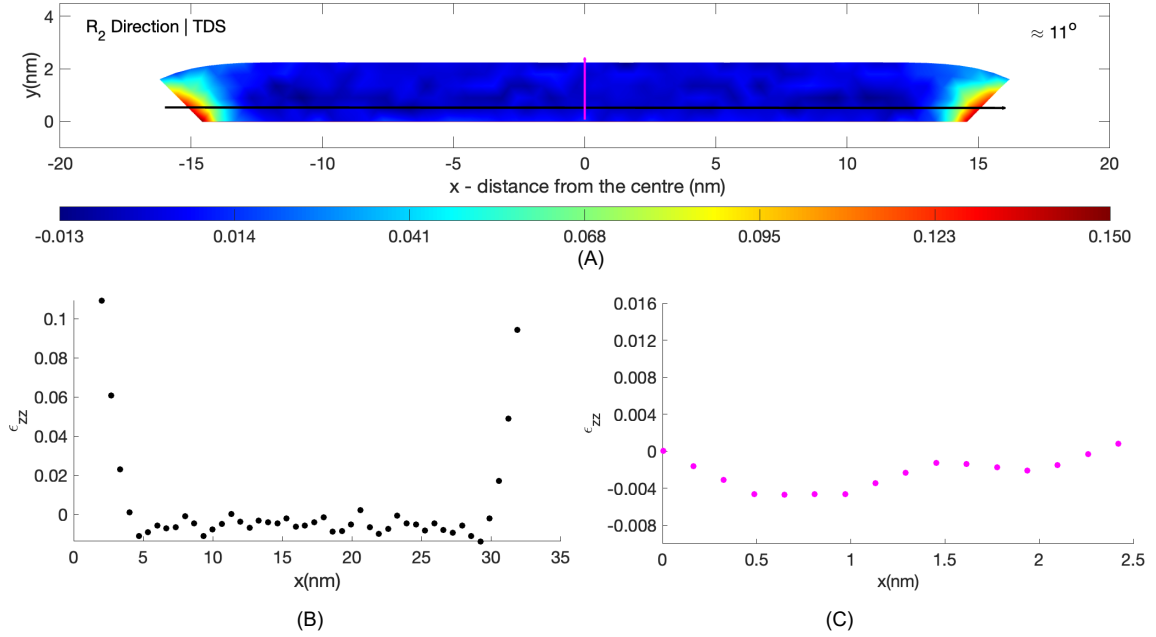 R2 Direction | TDS
≈ 11o
y(nm)
4
2
0
-20 -15 -10 -5 0 5 10 15 20
x - distance from the centre (nm)
-0.013 0.014 0.041 0.068 0.095 0.123 0.150
(A)
ϵzz
0.1
0.08
0.06
0.04
0.02
0
0 5 10 15 20 25 30 35
x(nm)
(B)
ϵzz
0.016
0.012
0.008
0.004
0
-0.004
-0.008
0 0.5 1 1.5 2 2.5
x(nm)
(C)